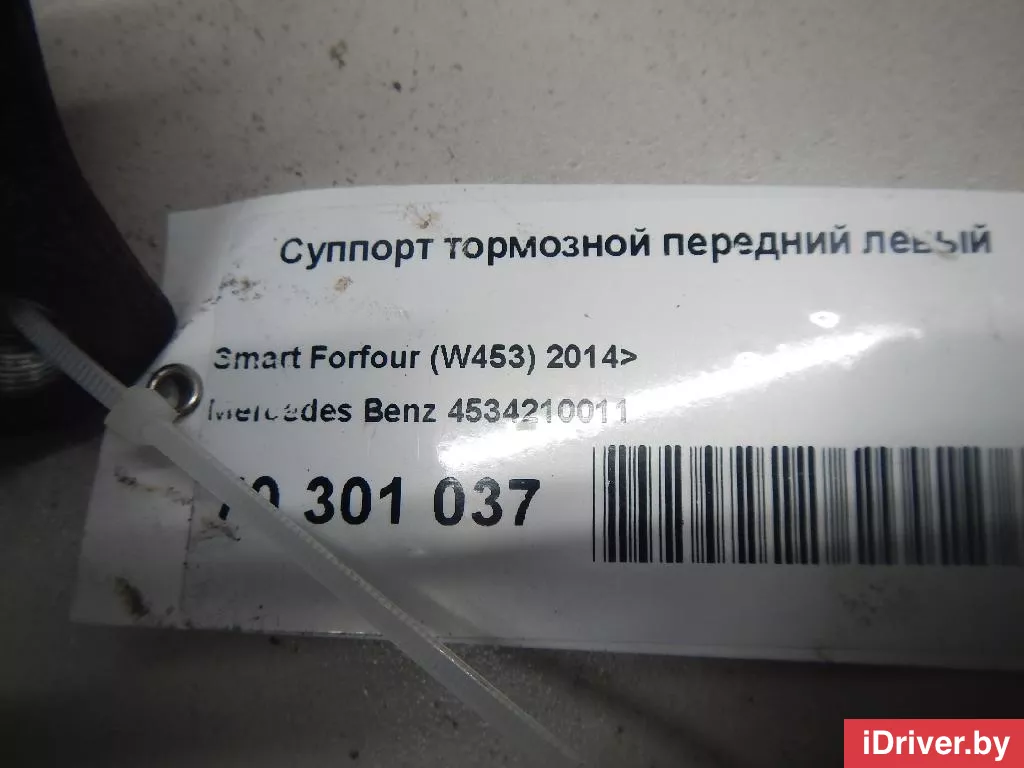 Суппорт тормозной передний левый
Smart Forfour (W453) 2014>
Mercedes Benz 4534210011
301 037
iDriver.by